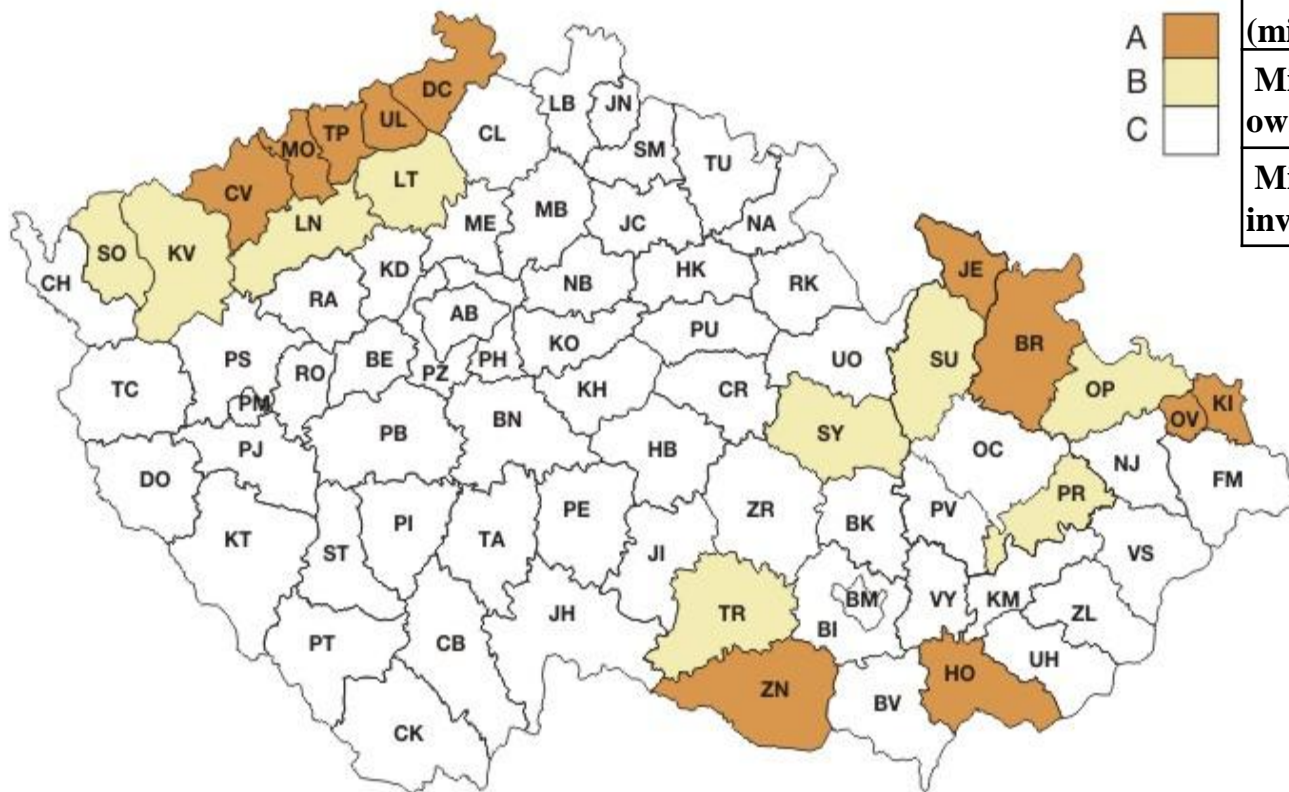 A
B
C
(mi
Mi
ow
Mi
inv
DC
LB
JN
UL
TP
MO
CL
SM
TU
CV
LT
LN
ME
MB
JC
NA
SO
KV
CH
KD
NB
HK
RK
JE
RA
AB
PU
BR
PS
RO
BE
PZ
PH
KO
UO
SU
OP
TC
PM
KH
CR
OV
KI
PB
BN
SY
PJ
HB
OC
NJ
FM
DO
PR
KT
ST
PI
TA
PE
ZR
BK
PV
JI
VS
TR
BM
VY
KM
ZL
PT
CB
JH
BI
UH
ZN
HO
BV
CK